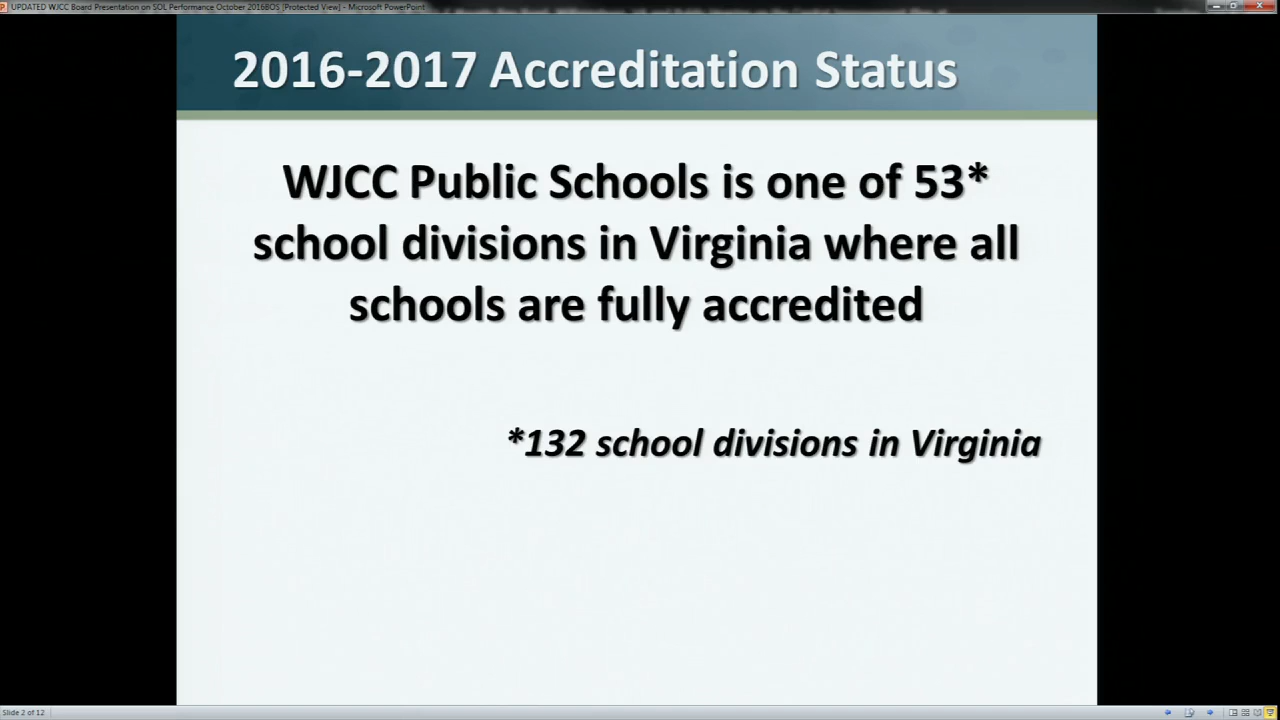 UPDATED WJCC Board Presentation on SOL Performance October 2016BOS [Protected View] - Microsoft PowerPoint
2016-2017 Accreditation Status
WJCC Public Schools is one of 53*
school divisions in Virginia where all
schools are fully accredited
*132 school divisions in Virginia
Slide 2 of 12